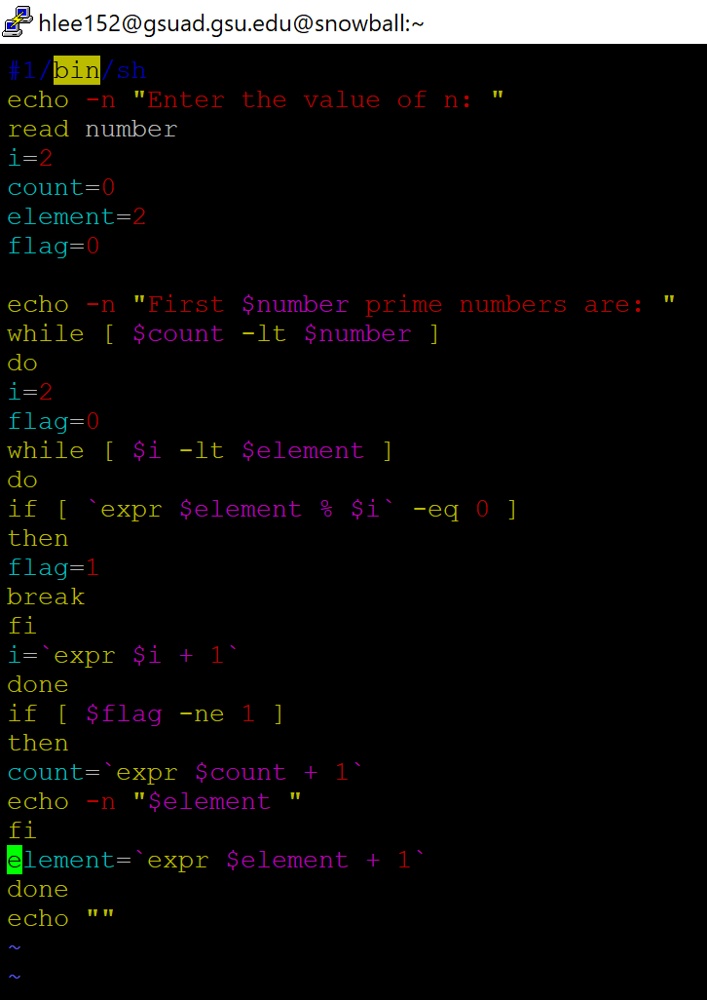 hlee152@gsuad.gsu.edu@snowball:~
#1/bin/sh
echo -n "Enter the value of n: "
read number
i=2
count=0
element=2
flag=0

echo -n "First $number prime numbers are: "
while [ $count -lt $number ]
do
i=2
flag=0
while [ $i -lt $element ]
do
if [ `expr $element % $i` -eq 0 ]
then
flag=1
break
fi
i=`expr $i + 1`
done
if [ $flag -ne 1 ]
then
count=`expr $count + 1`
echo -n "$element "
fi
element=`expr $element + 1`
done
echo ""
~
~